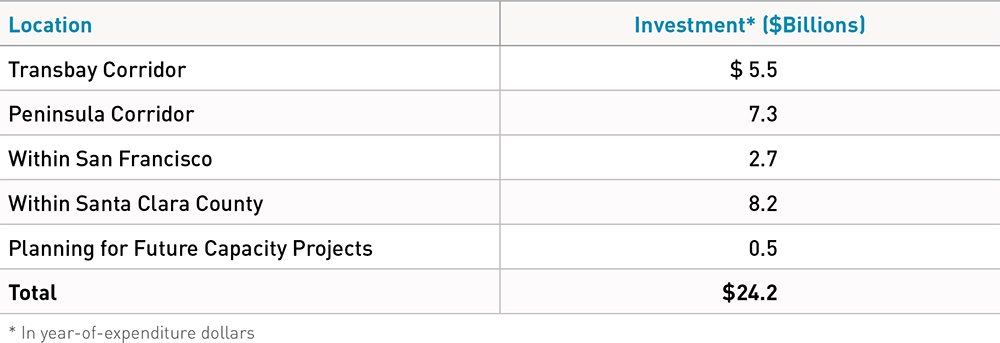 Location Investment* ($Billions)
Transbay Corridor $ 5.5
Peninsula Corridor 7.3
Within San Francisco 2.7
Within Santa Clara County 8.2
Planning for Future Capacity Projects 0.5
Total $24.2
* In year-of-expenditure dollars